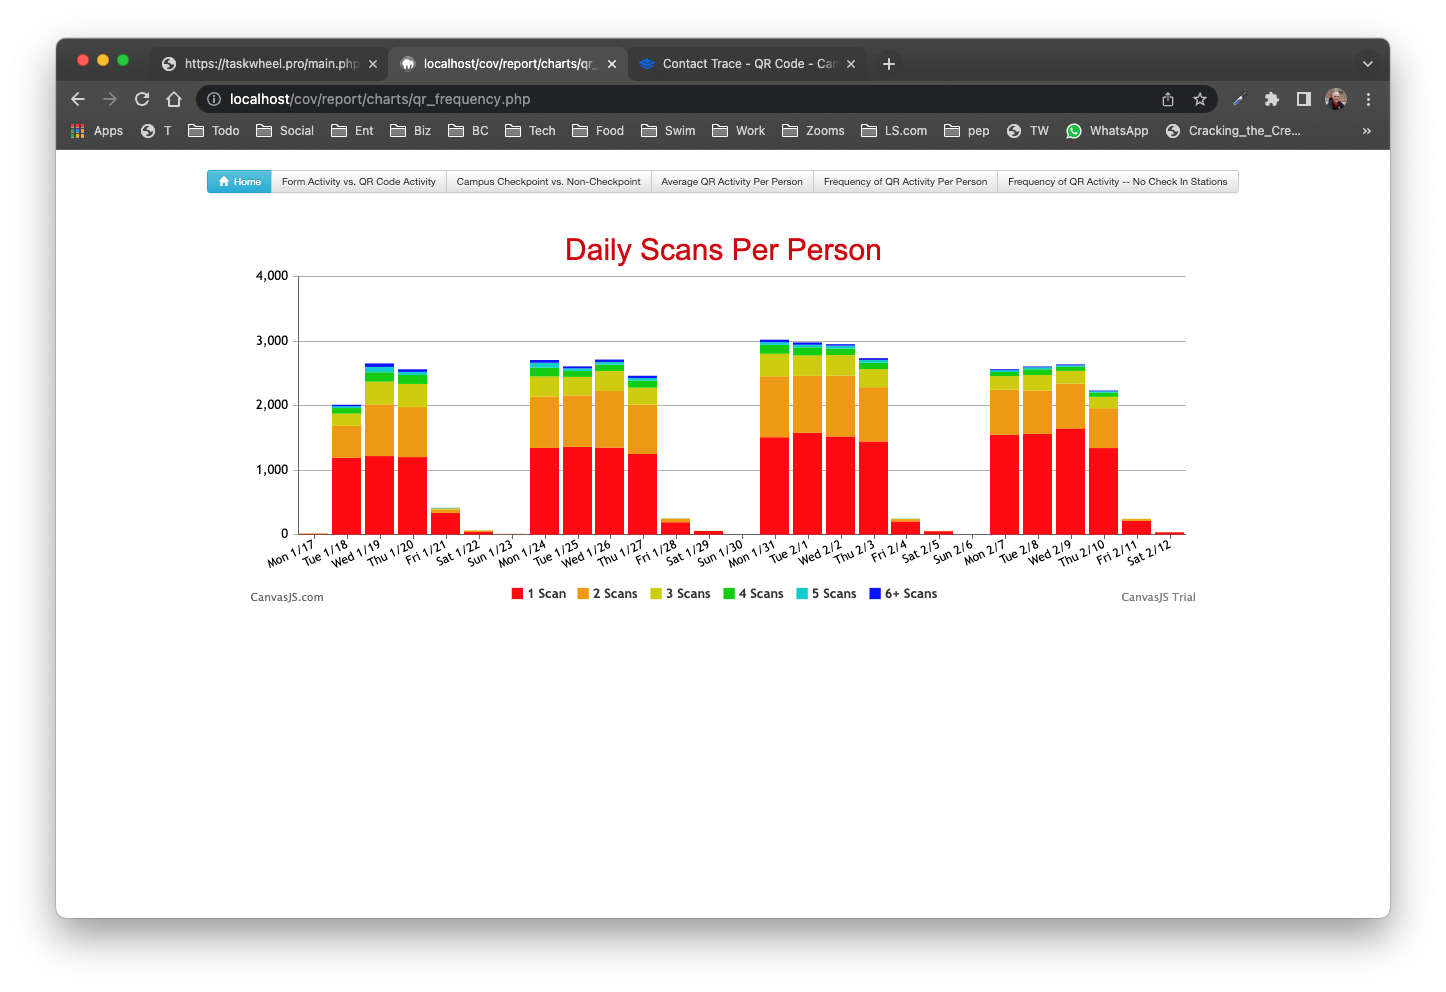 https://taskwheel.pro/main.php
localhost/cov/report/charts/qr_
Contact Trace - QR Code - Can
localhost/cov/report/charts/qr_frequency.php
Apps T Todo Social Ent Biz BC Tech Food Swim Work Zooms LS.com pep TW WhatsApp Cracking_the_Cre... »
Home Form Activity vs. QR Code Activity Campus Checkpoint vs. Non-Checkpoint Average QR Activity Per Person Frequency of QR Activity Per Person Frequency of QR Activity -- No Check In Stations
Daily Scans Per Person
4,000
3,000
2,000
1,000
0
Mon 1/17 Tue 1/18 Wed 1/19 Thu 1/20 Fri 1/21 Sat 1/22 Sun 1/23 Mon 1/24 Tue 1/25 Wed 1/26 Thu 1/27 Fri 1/28 Sat 1/29 Sun 1/30 Mon 1/31 Tue 2/1 Wed 2/2 Thu 2/3 Fri 2/4 Sat 2/5 Sun 2/6 Mon 2/7 Tue 2/8 Wed 2/9 Thu 2/10 Fri 2/11 Sat 2/12
1 Scan 2 Scans 3 Scans 4 Scans 5 Scans 6+ Scans
CanvasJS.com CanvasJS Trial